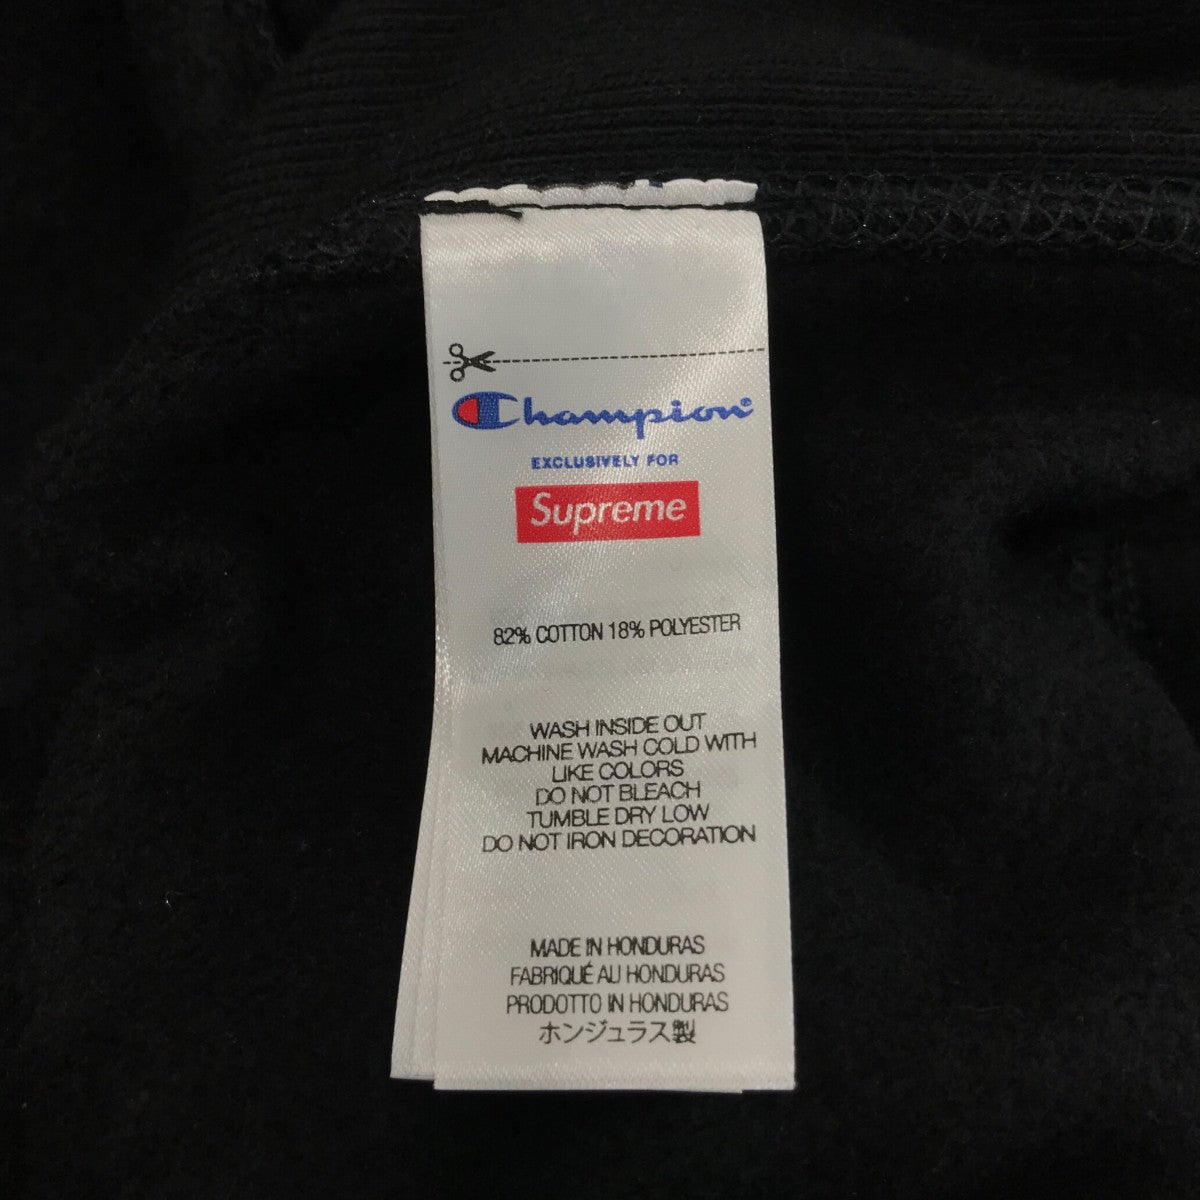 Champion®
EXCLUSIVELY FOR
Supreme
82% COTTON 18% POLYESTER
WASH INSIDE OUT
MACHINE WASH COLD WITH
LIKE COLORS
DO NOT BLEACH
TUMBLE DRY LOW
DO NOT IRON DECORATION
MADE IN HONDURAS
FABRIQUÉ AU HONDURAS
PRODOTTO IN HONDURAS
ホンジュラス製